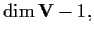 dim V − 1,